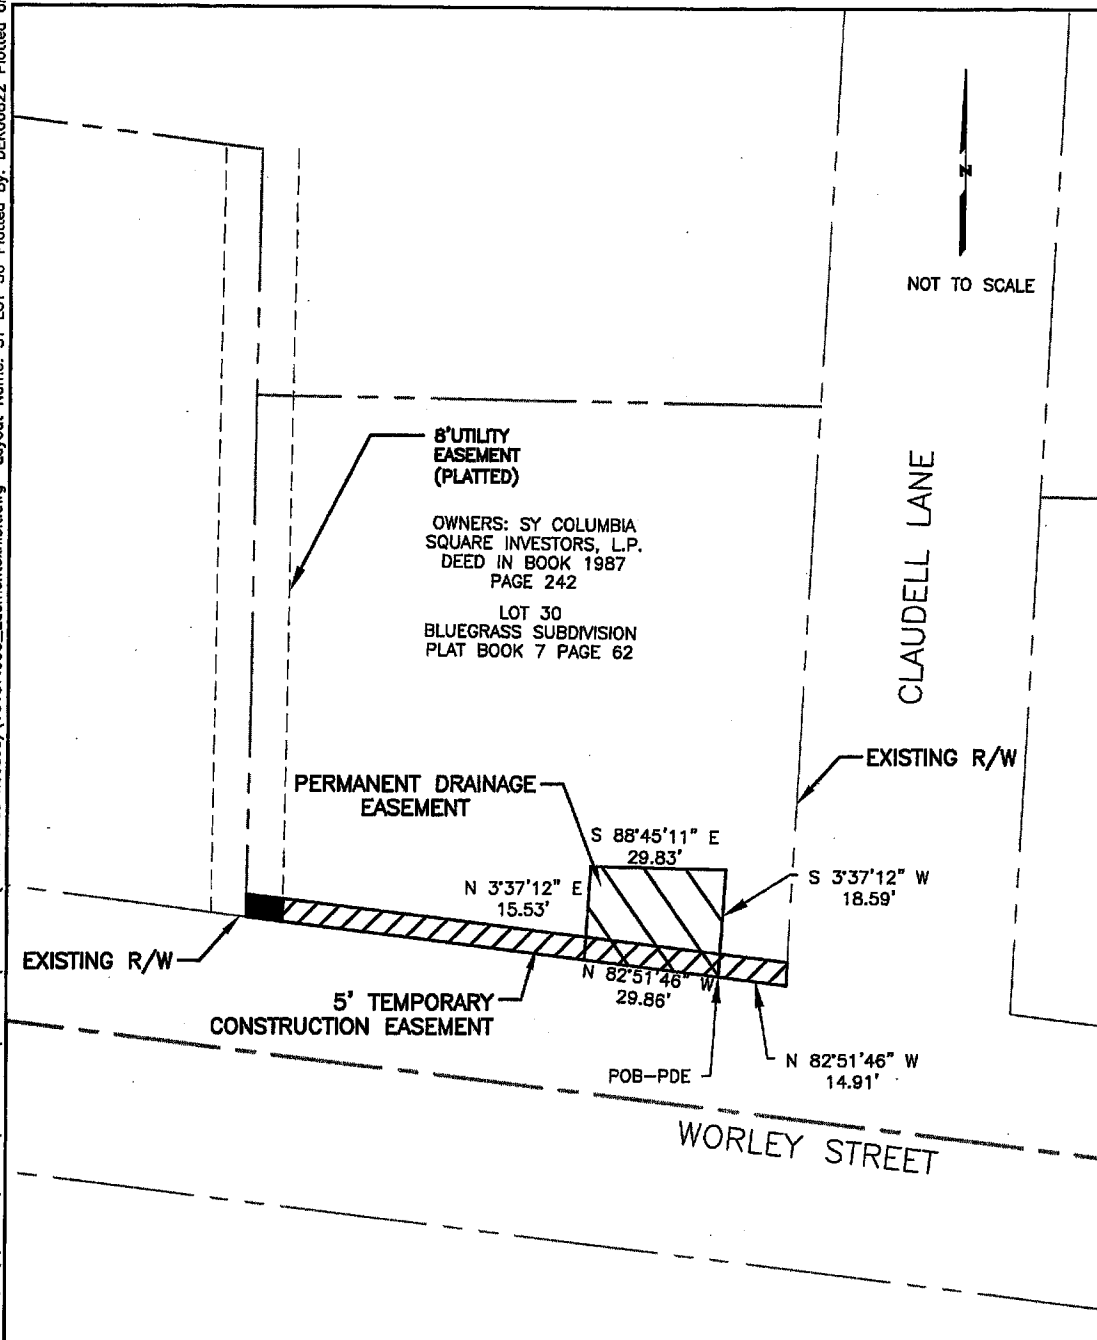 N
NOT TO SCALE
8'UTILITY
EASEMENT
(PLATTED)
OWNERS: SY COLUMBIA
SQUARE INVESTORS, L.P.
DEED IN BOOK 1987
PAGE 242
LOT 30
BLUEGRASS SUBDIVISION
PLAT BOOK 7 PAGE 62
CLAUDELL LANE
EXISTING R/W
PERMANENT DRAINAGE
EASEMENT
S 88°45'11" E
29.83'
N 3°37'12" E
15.53'
S 3°37'12" W
18.59'
EXISTING R/W
N 82°51'46" W
29.86'
5' TEMPORARY
CONSTRUCTION EASEMENT
POB-PDE
N 82°51'46" W
14.91'
WORLEY STREET